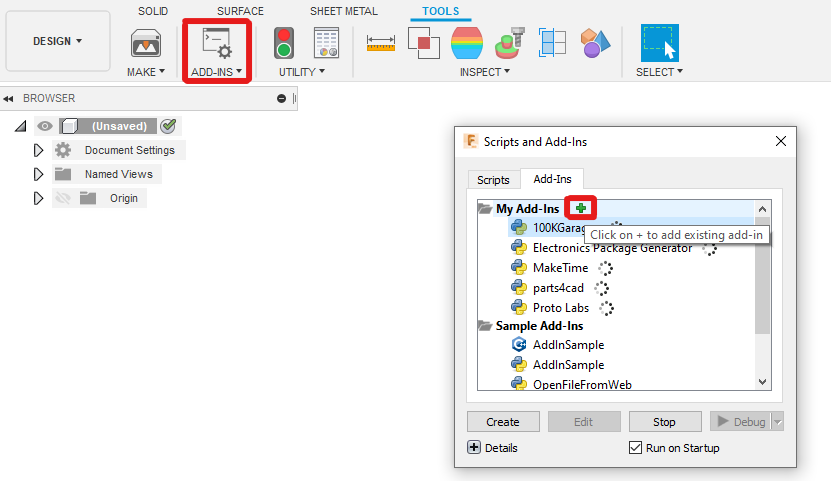 SOLID SURFACE SHEET METAL TOOLS
DESIGN
MAKE ADD-INS UTILITY INSPECT SELECT
BROWSER
(Unsaved)
Document Settings
Named Views
Origin
Scripts and Add-Ins
Scripts Add-Ins
My Add-Ins
100KGarag
Click on + to add existing add-in
Electronics Package Generator
MakeTime
parts4cad
Proto Labs
Sample Add-Ins
AddInSample
AddInSample
OpenFileFromWeb
Create Edit Stop Debug
Details Run on Startup